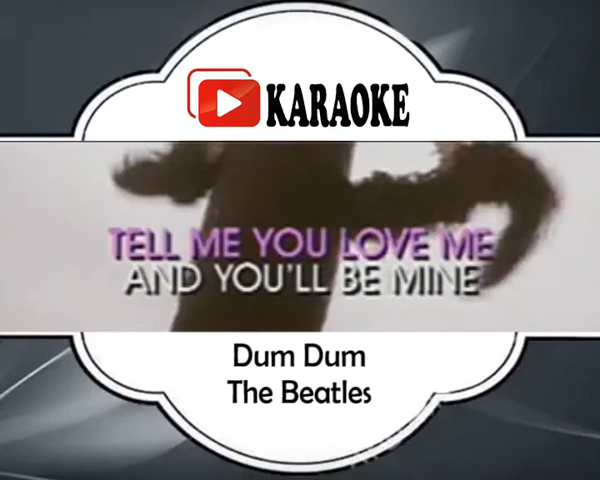 KARAOKE
TELL ME YOU LOVE ME
AND YOU'LL BE MINE
Dum Dum
The Beatles